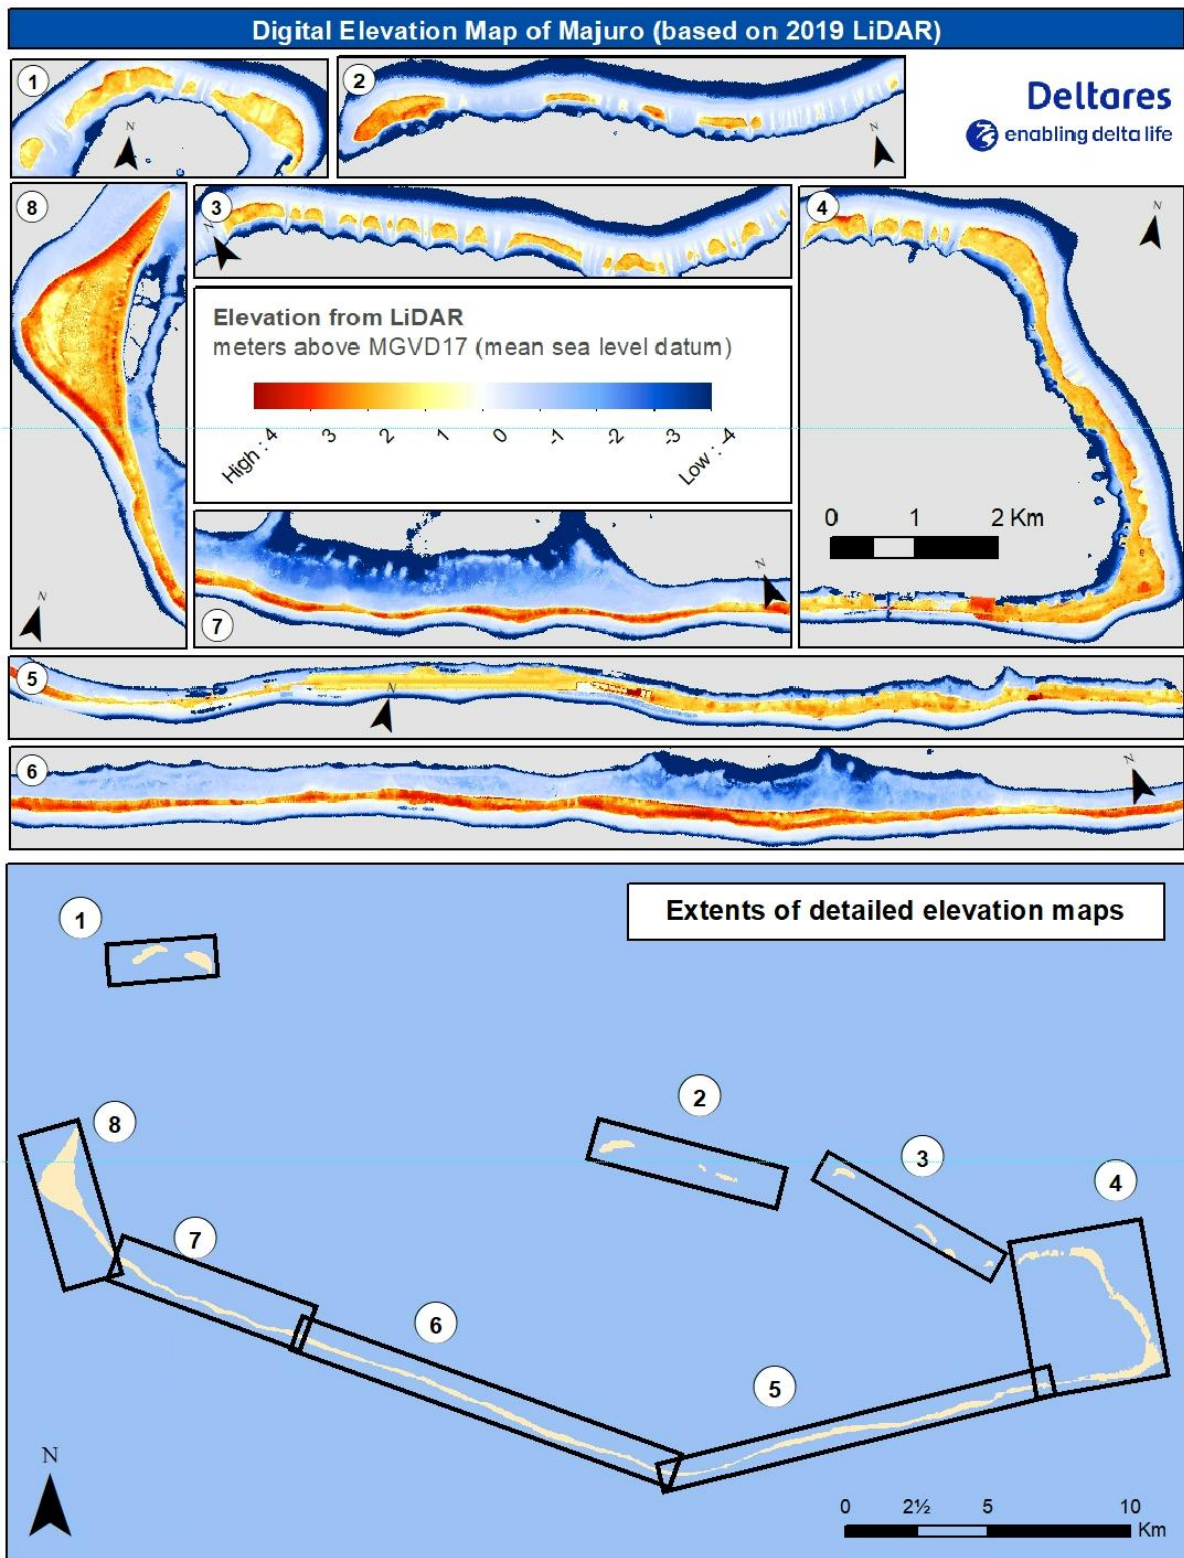 Digital Elevation Map of Majuro (based on 2019 LiDAR)
1
N
2
N
Deltares
enabling delta life
8
N
3
N
4
N
Elevation from LiDAR
meters above MGVD17 (mean sea level datum)
High : 4
3
2
1
0
-1
-2
-3
Low : -4
0 1 2 Km
7
N
5
N
6
N
Extents of detailed elevation maps
1
2
8
3
4
7
6
5
N
0 2½ 5 10
Km